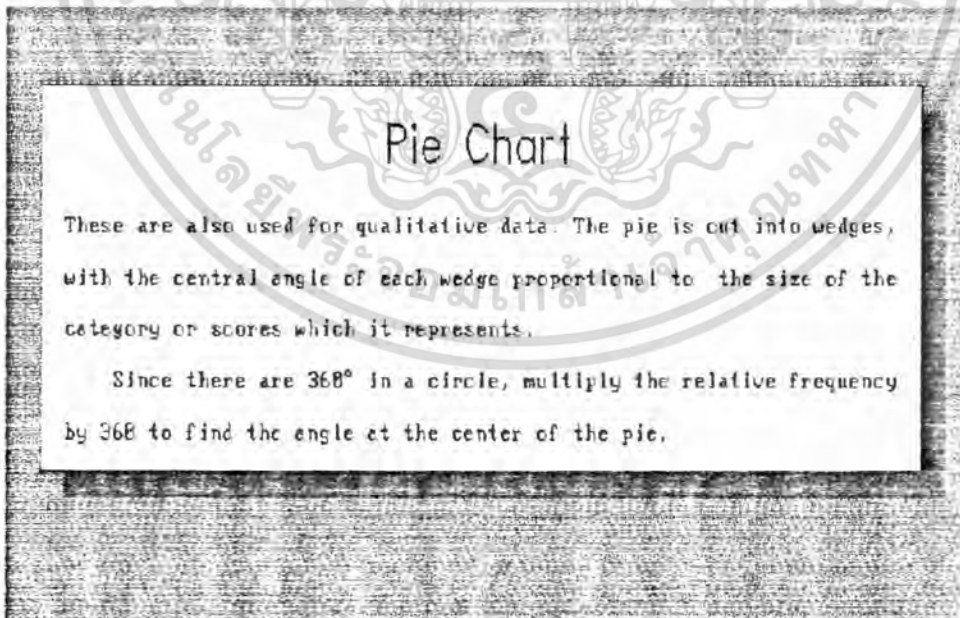 Pie Chart
These are also used for qualitative data. The pie is cut into wedges,
with the central angle of each wedge proportional to the size of the
category or scores which it represents.
Since there are 360° in a circle, multiply the relative frequency
by 360 to find the angle at the center of the pie.